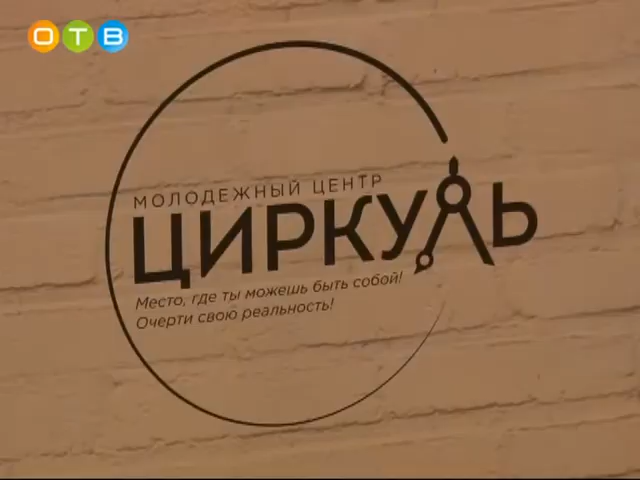 ОТВ
МОЛОДЕЖНЫЙ ЦЕНТР
ЦИРКУЛЬ
Место, где ты можешь быть собой!
Очерти свою реальность!